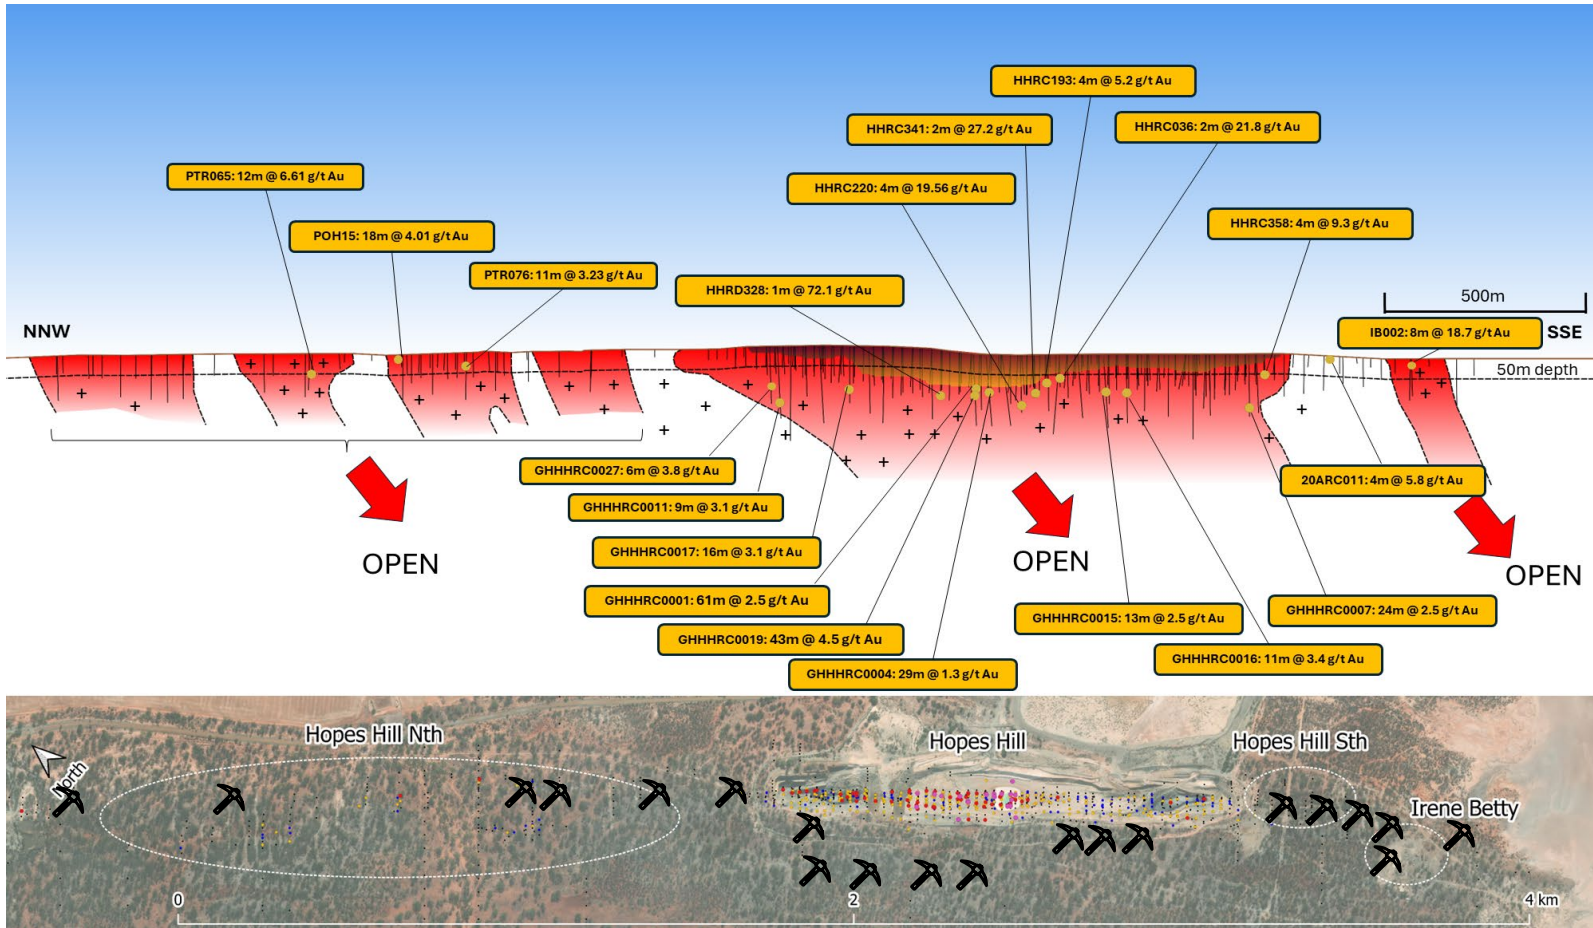 HHRC193: 4m @ 5.2 g/t Au
HHRC341: 2m @ 27.2 g/t Au
HHRC036: 2m @ 21.8 g/t Au
PTR065: 12m @ 6.61 g/t Au
HHRC220: 4m @ 19.56 g/t Au
POH15: 18m @ 4.01 g/t Au
HHRC358: 4m @ 9.3 g/t Au
PTR076: 11m @ 3.23 g/t Au
HHRD328: 1m @ 72.1 g/t Au
500m
NNW
IB002: 8m @ 18.7 g/t Au
SSE
50m depth
GHHHRC0027: 6m @ 3.8 g/t Au
20ARC011: 4m @ 5.8 g/t Au
GHHHRC0011: 9m @ 3.1 g/t Au
GHHHRC0017: 16m @ 3.1 g/t Au
OPEN
OPEN
OPEN
GHHHRC0001: 61m @ 2.5 g/t Au
GHHHRC0007: 24m @ 2.5 g/t Au
GHHHRC0015: 13m @ 2.5 g/t Au
GHHHRC0019: 43m @ 4.5 g/t Au
GHHHRC0016: 11m @ 3.4 g/t Au
GHHHRC0004: 29m @ 1.3 g/t Au
Hopes Hill Nth
Hopes Hill
Hopes Hill Sth
North
Irene Betty
0
2
4 km